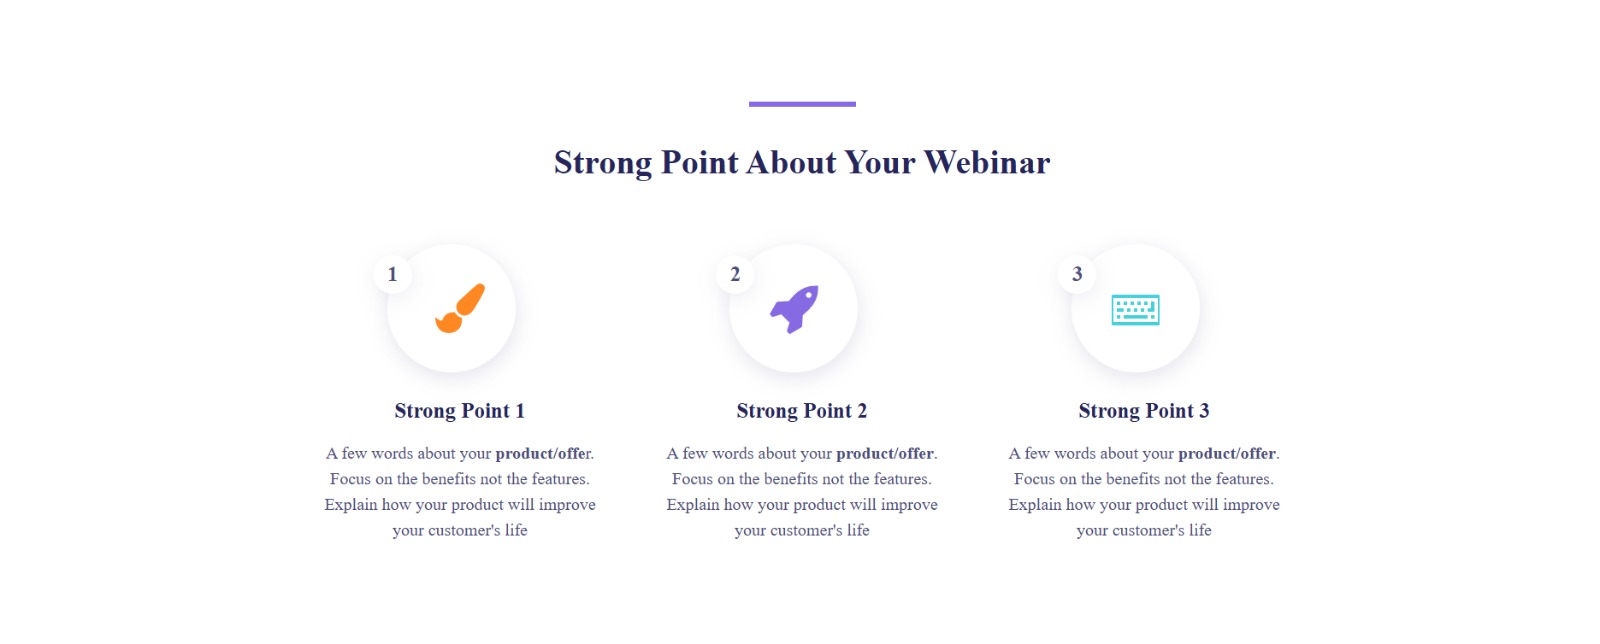 Strong Point About Your Webinar
1
2
3
Strong Point 1
A few words about your product/offer.
Focus on the benefits not the features.
Explain how your product will improve
your customer's life
Strong Point 2
A few words about your product/offer.
Focus on the benefits not the features.
Explain how your product will improve
your customer's life
Strong Point 3
A few words about your product/offer.
Focus on the benefits not the features.
Explain how your product will improve
your customer's life